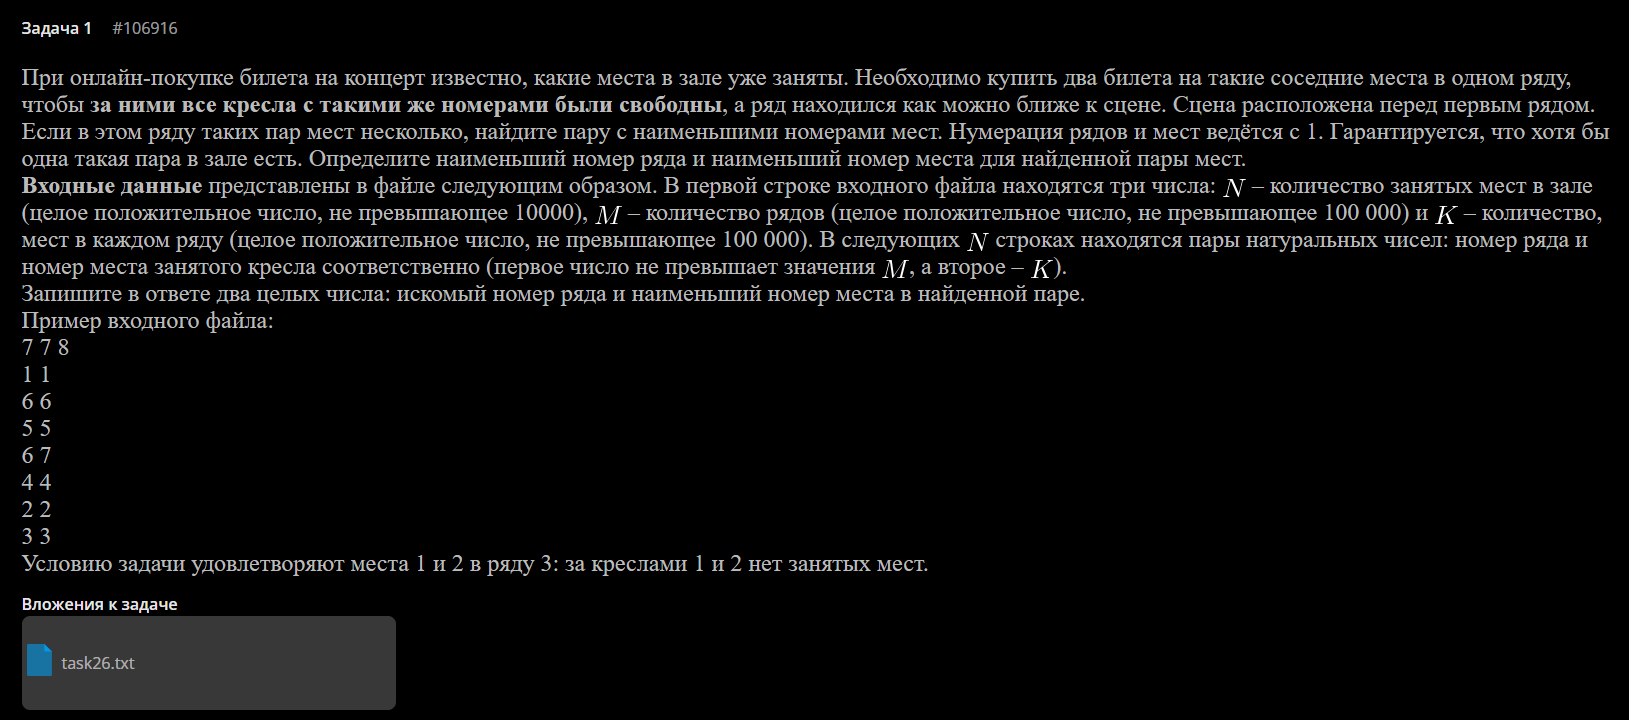 Задача 1 #106916
При онлайн-покупке билета на концерт известно, какие места в зале уже заняты. Необходимо купить два билета на такие соседние места в одном ряду,
чтобы за ними все кресла с такими же номерами были свободны, а ряд находился как можно ближе к сцене. Сцена расположена перед первым рядом.
Если в этом ряду таких пар мест несколько, найдите пару с наименьшими номерами мест. Нумерация рядов и мест ведётся с 1. Гарантируется, что хотя бы
одна такая пара в зале есть. Определите наименьший номер ряда и наименьший номер места для найденной пары мест.
Входные данные представлены в файле следующим образом. В первой строке входного файла находятся три числа: N – количество занятых мест в зале
(целое положительное число, не превышающее 10000), M – количество рядов (целое положительное число, не превышающее 100 000) и K – количество,
мест в каждом ряду (целое положительное число, не превышающее 100 000). В следующих N строках находятся пары натуральных чисел: номер ряда и
номер места занятого кресла соответственно (первое число не превышает значения M, а второе – K).
Запишите в ответе два целых числа: искомый номер ряда и наименьший номер места в найденной паре.
Пример входного файла:
7 7 8
1 1
6 6
5 5
6 7
4 4
2 2
3 3
Условию задачи удовлетворяют места 1 и 2 в ряду 3: за креслами 1 и 2 нет занятых мест.
Вложения к задаче
task26.txt